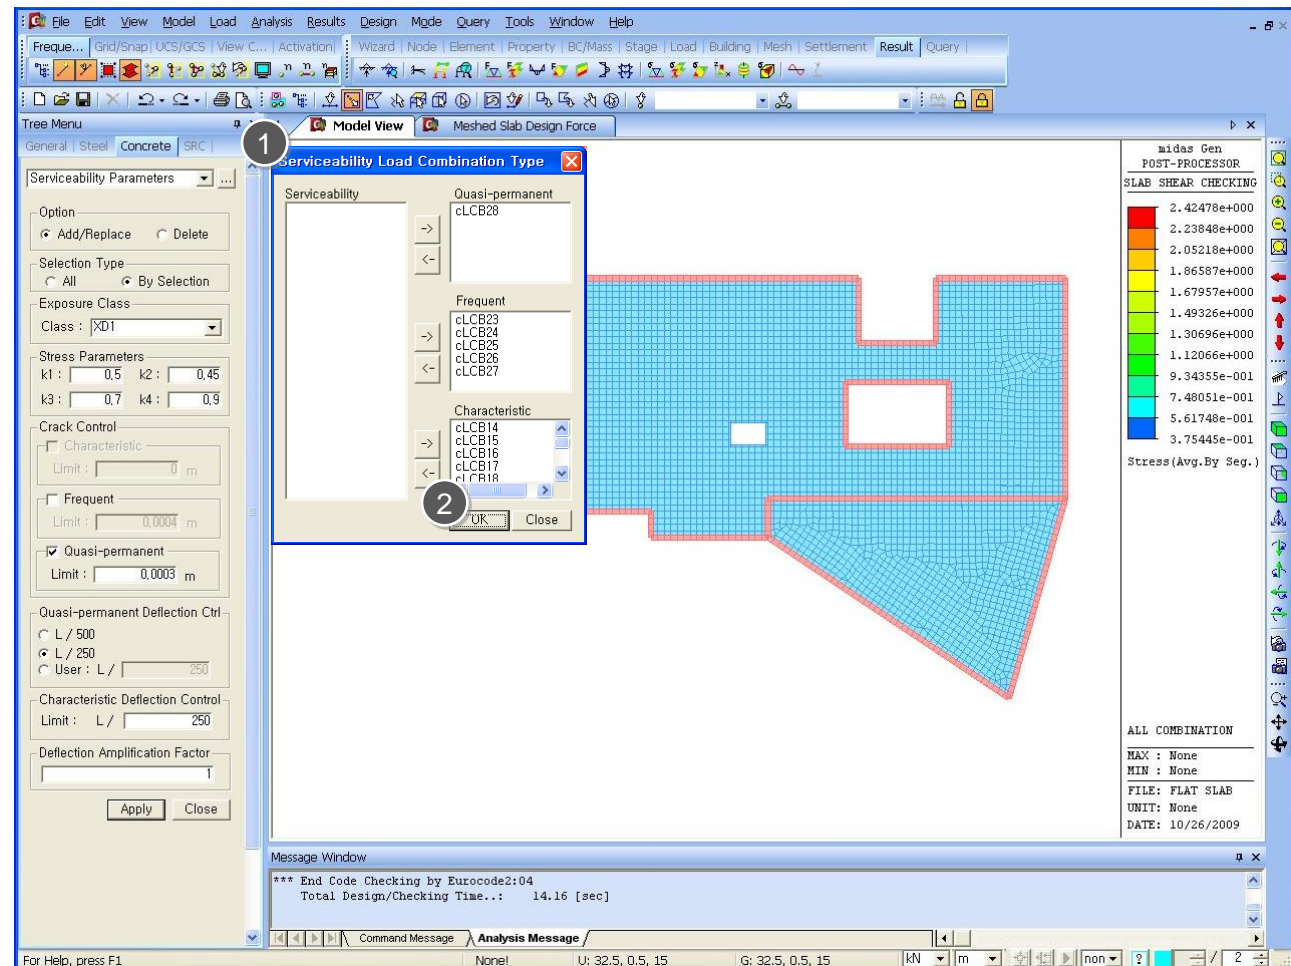 File Edit View Model Load Analysis Results Design Mode Query Tools Window Help
Freque... Grid/Snap UCS/GCS View C... Activation Wizard Node Element Property BC/Mass Stage Load Building Mesh Settlement Result Query
Tree Menu
Model View Meshed Slab Design Force
General Steel Concrete SRC
Serviceability Parameters ...
Option
Add/Replace Delete
Selection Type
All By Selection
Exposure Class
Class : XD1
Stress Parameters
k1 : 0,5 k2 : 0,45
k3 : 0,7 k4 : 0,9
Crack Control
Characteristic
Limit : 0 m
Frequent
Limit : 0,0004 m
Quasi-permanent
Limit : 0,0003 m
Quasi-permanent Deflection Ctrl
L / 500
L / 250
User : L / 250
Characteristic Deflection Control
Limit : L / 250
Deflection Amplification Factor
1
Apply Close
1
Serviceability Load Combination Type
Serviceability
Quasi-permanent
cLCB28
-> 
<-
Frequent
cLCB23
cLCB24
cLCB25
cLCB26
cLCB27
->
<-
Characteristic
cLCB14
cLCB15
cLCB16
cLCB17
cLCB18
->
<-
2
OK Close
midas Gen
POST-PROCESSOR
SLAB SHEAR CHECKING
2.42478e+000
2.23848e+000
2.05218e+000
1.86587e+000
1.67957e+000
1.49326e+000
1.30696e+000
1.12066e+000
9.34355e-001
7.48051e-001
5.61748e-001
3.75445e-001
Stress(Avg.By Seg.)
ALL COMBINATION
MAX : None
MIN : None
FILE: FLAT SLAB
UNIT: None
DATE: 10/26/2009
Message Window
*** End Code Checking by Eurocode2:04
Total Design/Checking Time..: 14.16 [sec]
Command Message Analysis Message
For Help, press F1 None! U: 32.5, 0.5, 15 G: 32.5, 0.5, 15 kN m non ? / 2